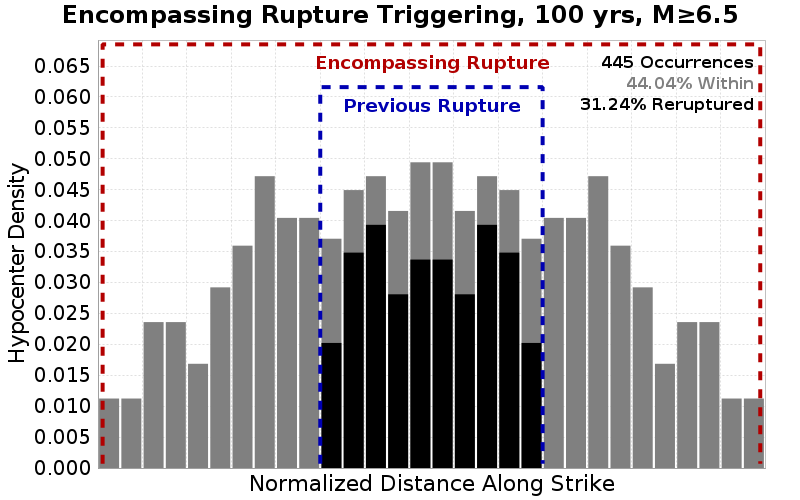 Encompassing Rupture Triggering, 100 yrs, M≥6.5
Encompassing Rupture
445 Occurrences
44.04% Within
Previous Rupture
31.24% Reruptured
0.065
0.060
0.055
0.050
0.045
0.040
0.035
0.030
0.025
0.020
0.015
0.010
0.005
0.000
Hypocenter Density
Normalized Distance Along Strike